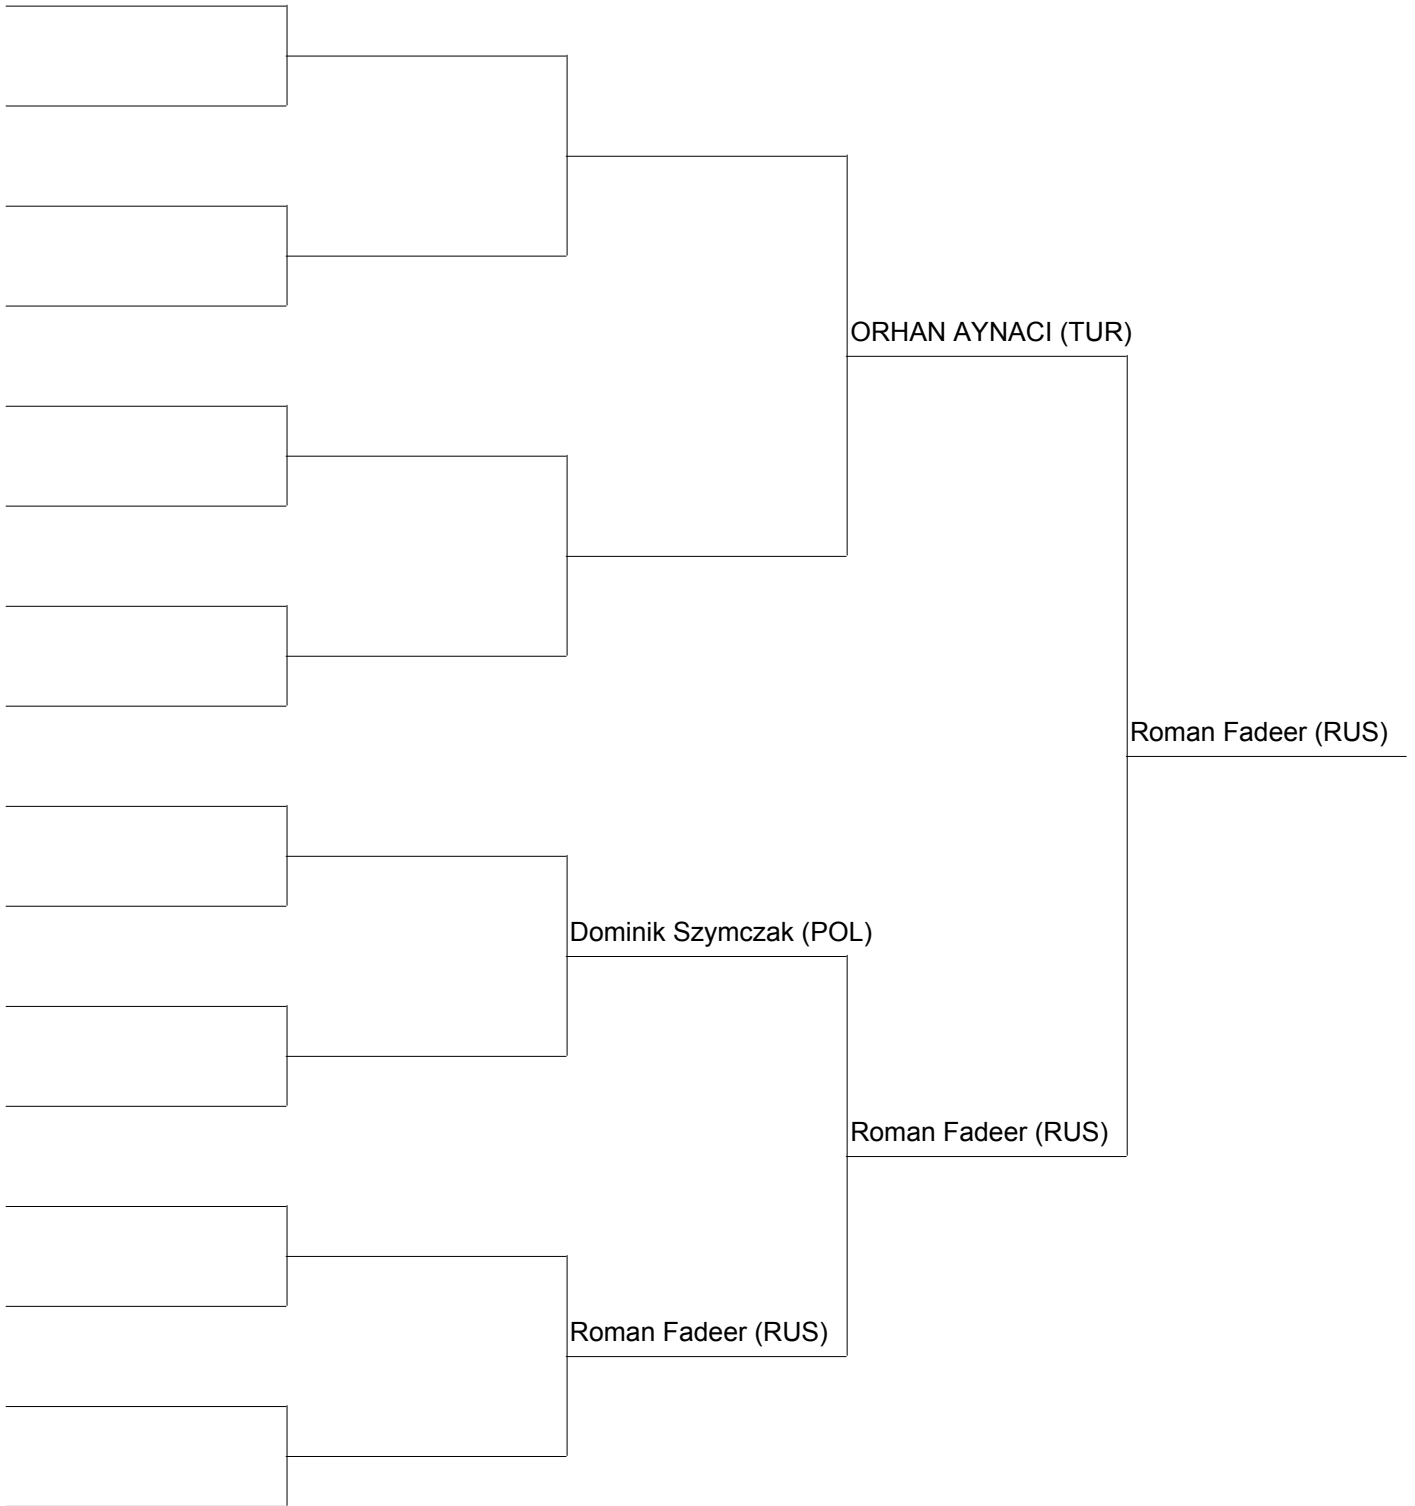 ORHAN AYNACI (TUR)
Roman Fadeer (RUS)
Dominik Szymczak (POL)
Roman Fadeer (RUS)
Roman Fadeer (RUS)